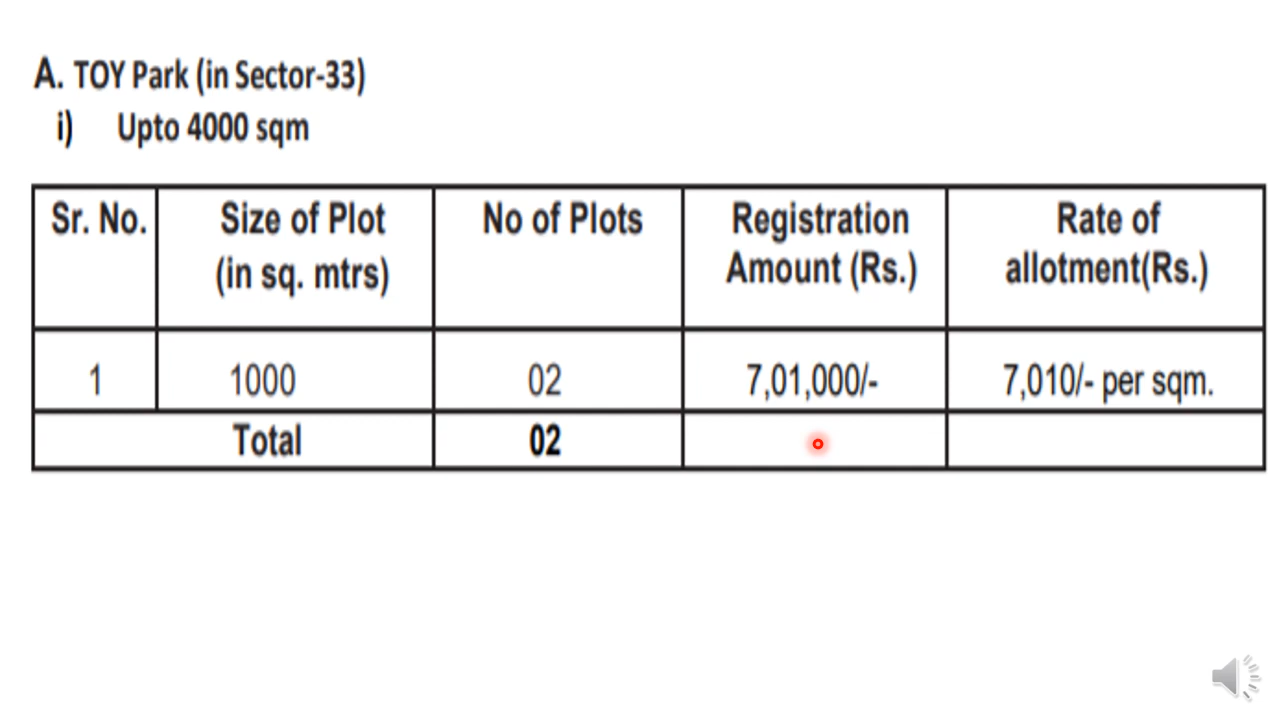 A. TOY Park (in Sector-33)
i) Upto 4000 sqm
Sr. No. Size of Plot (in sq. mtrs) No of Plots Registration Amount (Rs.) Rate of allotment(Rs.)
1 1000 02 7,01,000/- 7,010/- per sqm.
Total 02